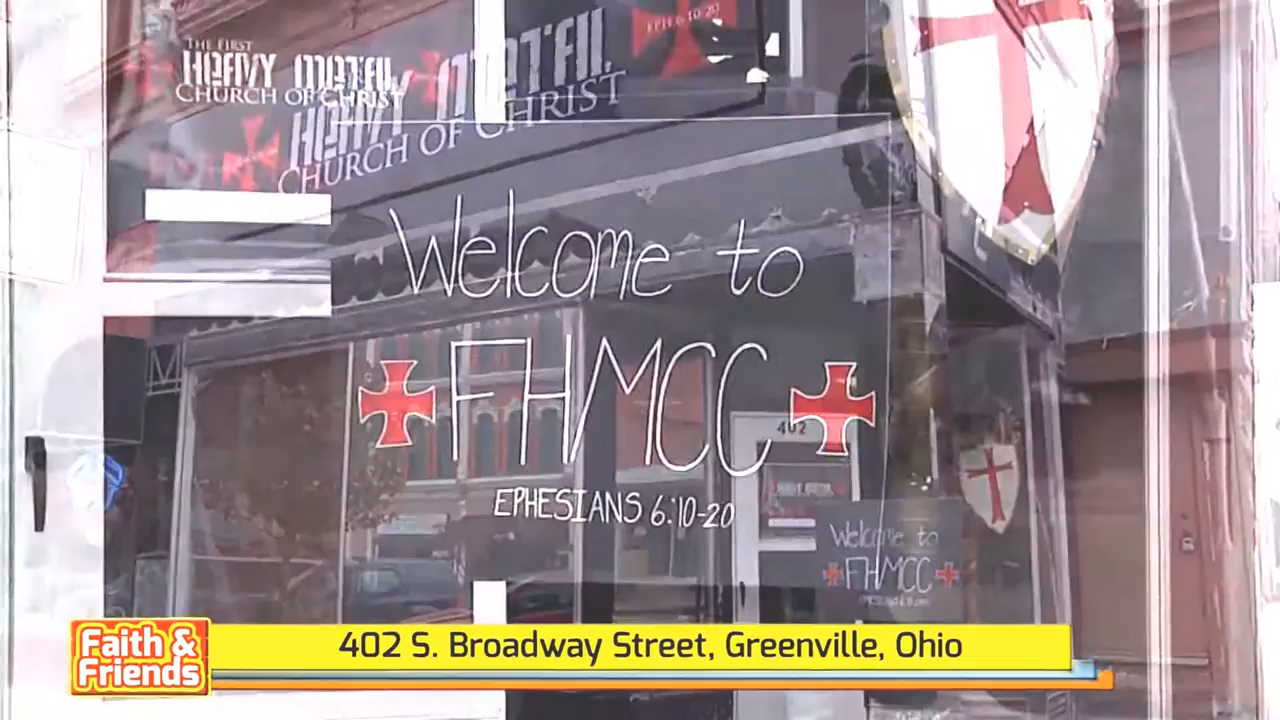 THE FIRST
HEAVY METAL
CHURCH OF CHRIST
EPH 6:10-20
HEAVY METAL
CHURCH OF CHRIST
Welcome to
FHMCC
EPHESIANS 6:10-20
402
Welcome to
FHMCC
Faith &
Friends
402 S. Broadway Street, Greenville, Ohio